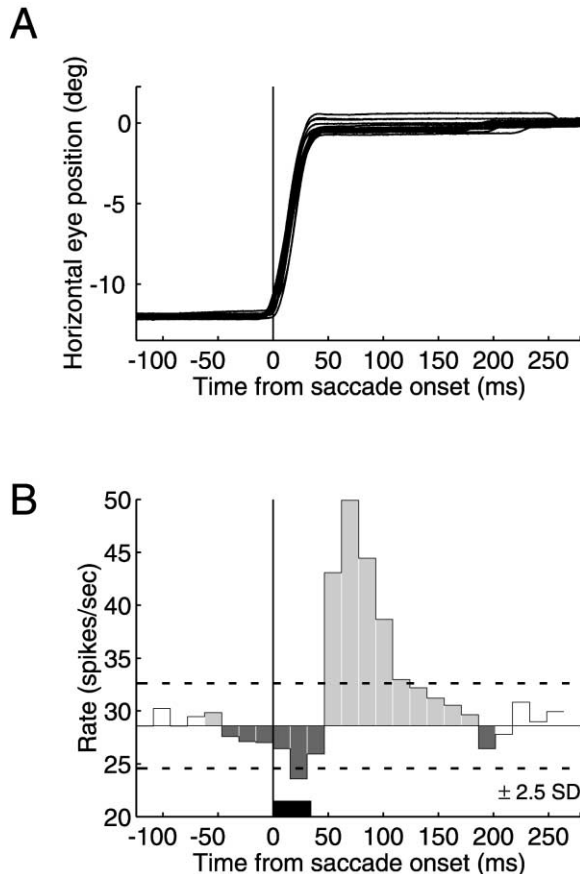 A
Horizontal eye position (deg)
0
-5
-10
-100 -50 0 50 100 150 200 250
Time from saccade onset (ms)
B
Rate (spikes/sec)
50
45
35
30
25
20
± 2.5 SD
-100 -50 0 50 100 150 200 250
Time from saccade onset (ms)